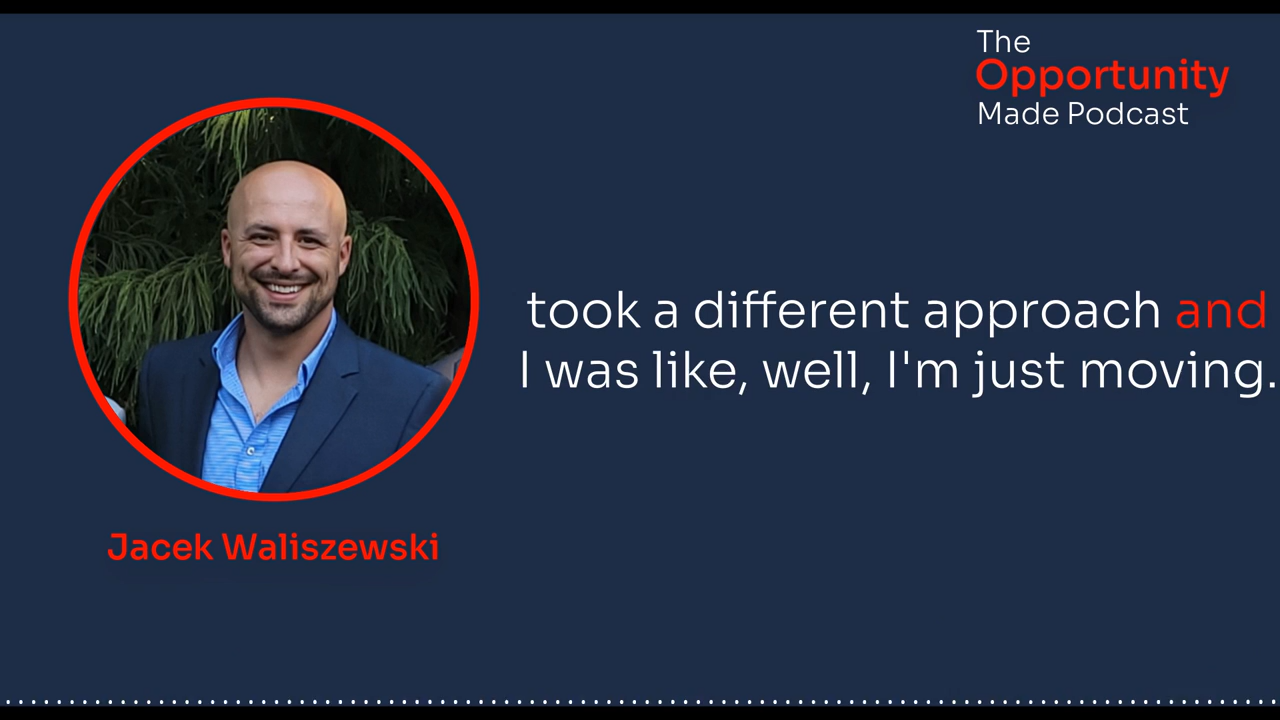 The
Opportunity
Made Podcast
took a different approach and
I was like, well, I'm just moving.
Jacek Waliszewski